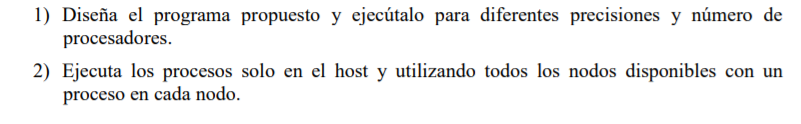 1) Diseña el programa propuesto y ejecútalo para diferentes precisiones y número de
procesadores.
2) Ejecuta los procesos solo en el host y utilizando todos los nodos disponibles con un
proceso en cada nodo.